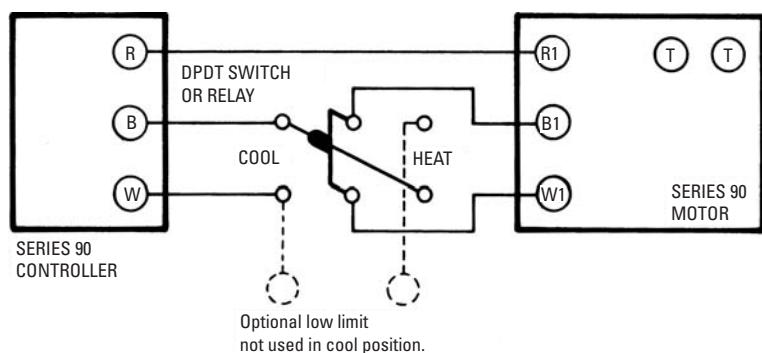 R
B
W
SERIES 90
CONTROLLER
DPDT SWITCH
OR RELAY
COOL
HEAT
R1
B1
W1
T T
SERIES 90
MOTOR
Optional low limit
not used in cool position.